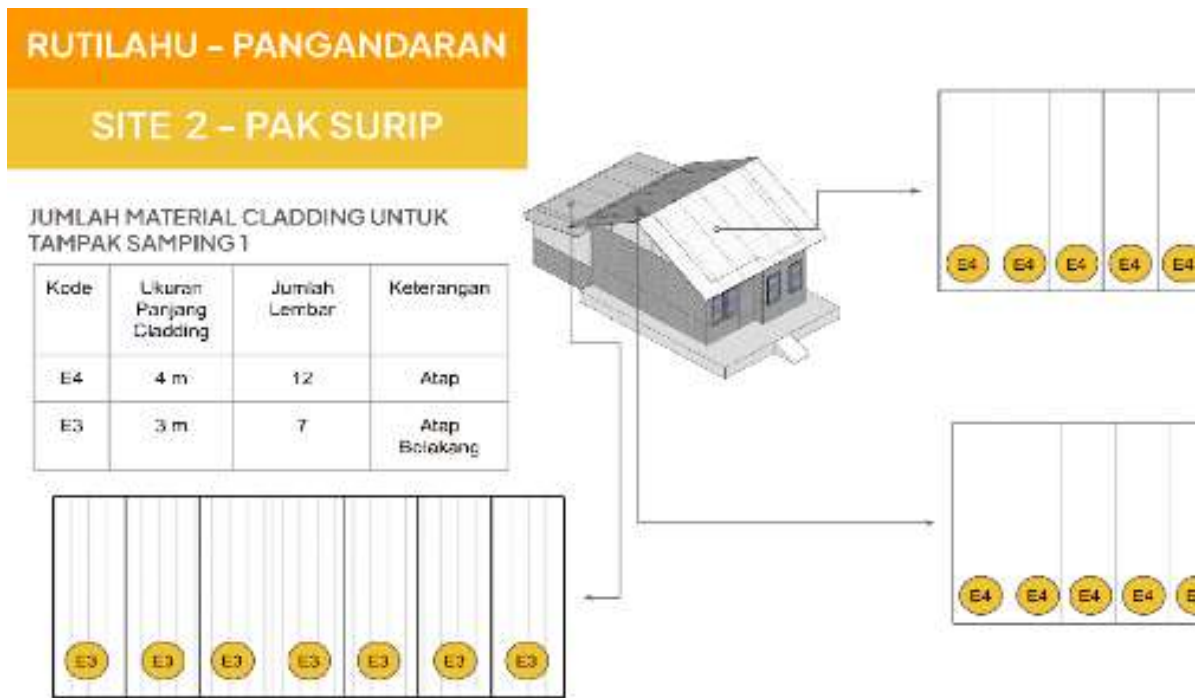 RUTILAHU - PANGANDARAN
SITE 2 - PAK SURIP
JUMLAH MATERIAL CLADDING UNTUK
TAMPAK SAMPING 1
Kode Ukuran Panjang Cladding Jumlah Lembar Keterangan
E4 4 m 12 Atap
E3 3 m 7 Atap Belakang
E4 E4 E4 E4 E4
E4 E4 E4 E4
E3 E3 E3 E3 E3 E3 E3